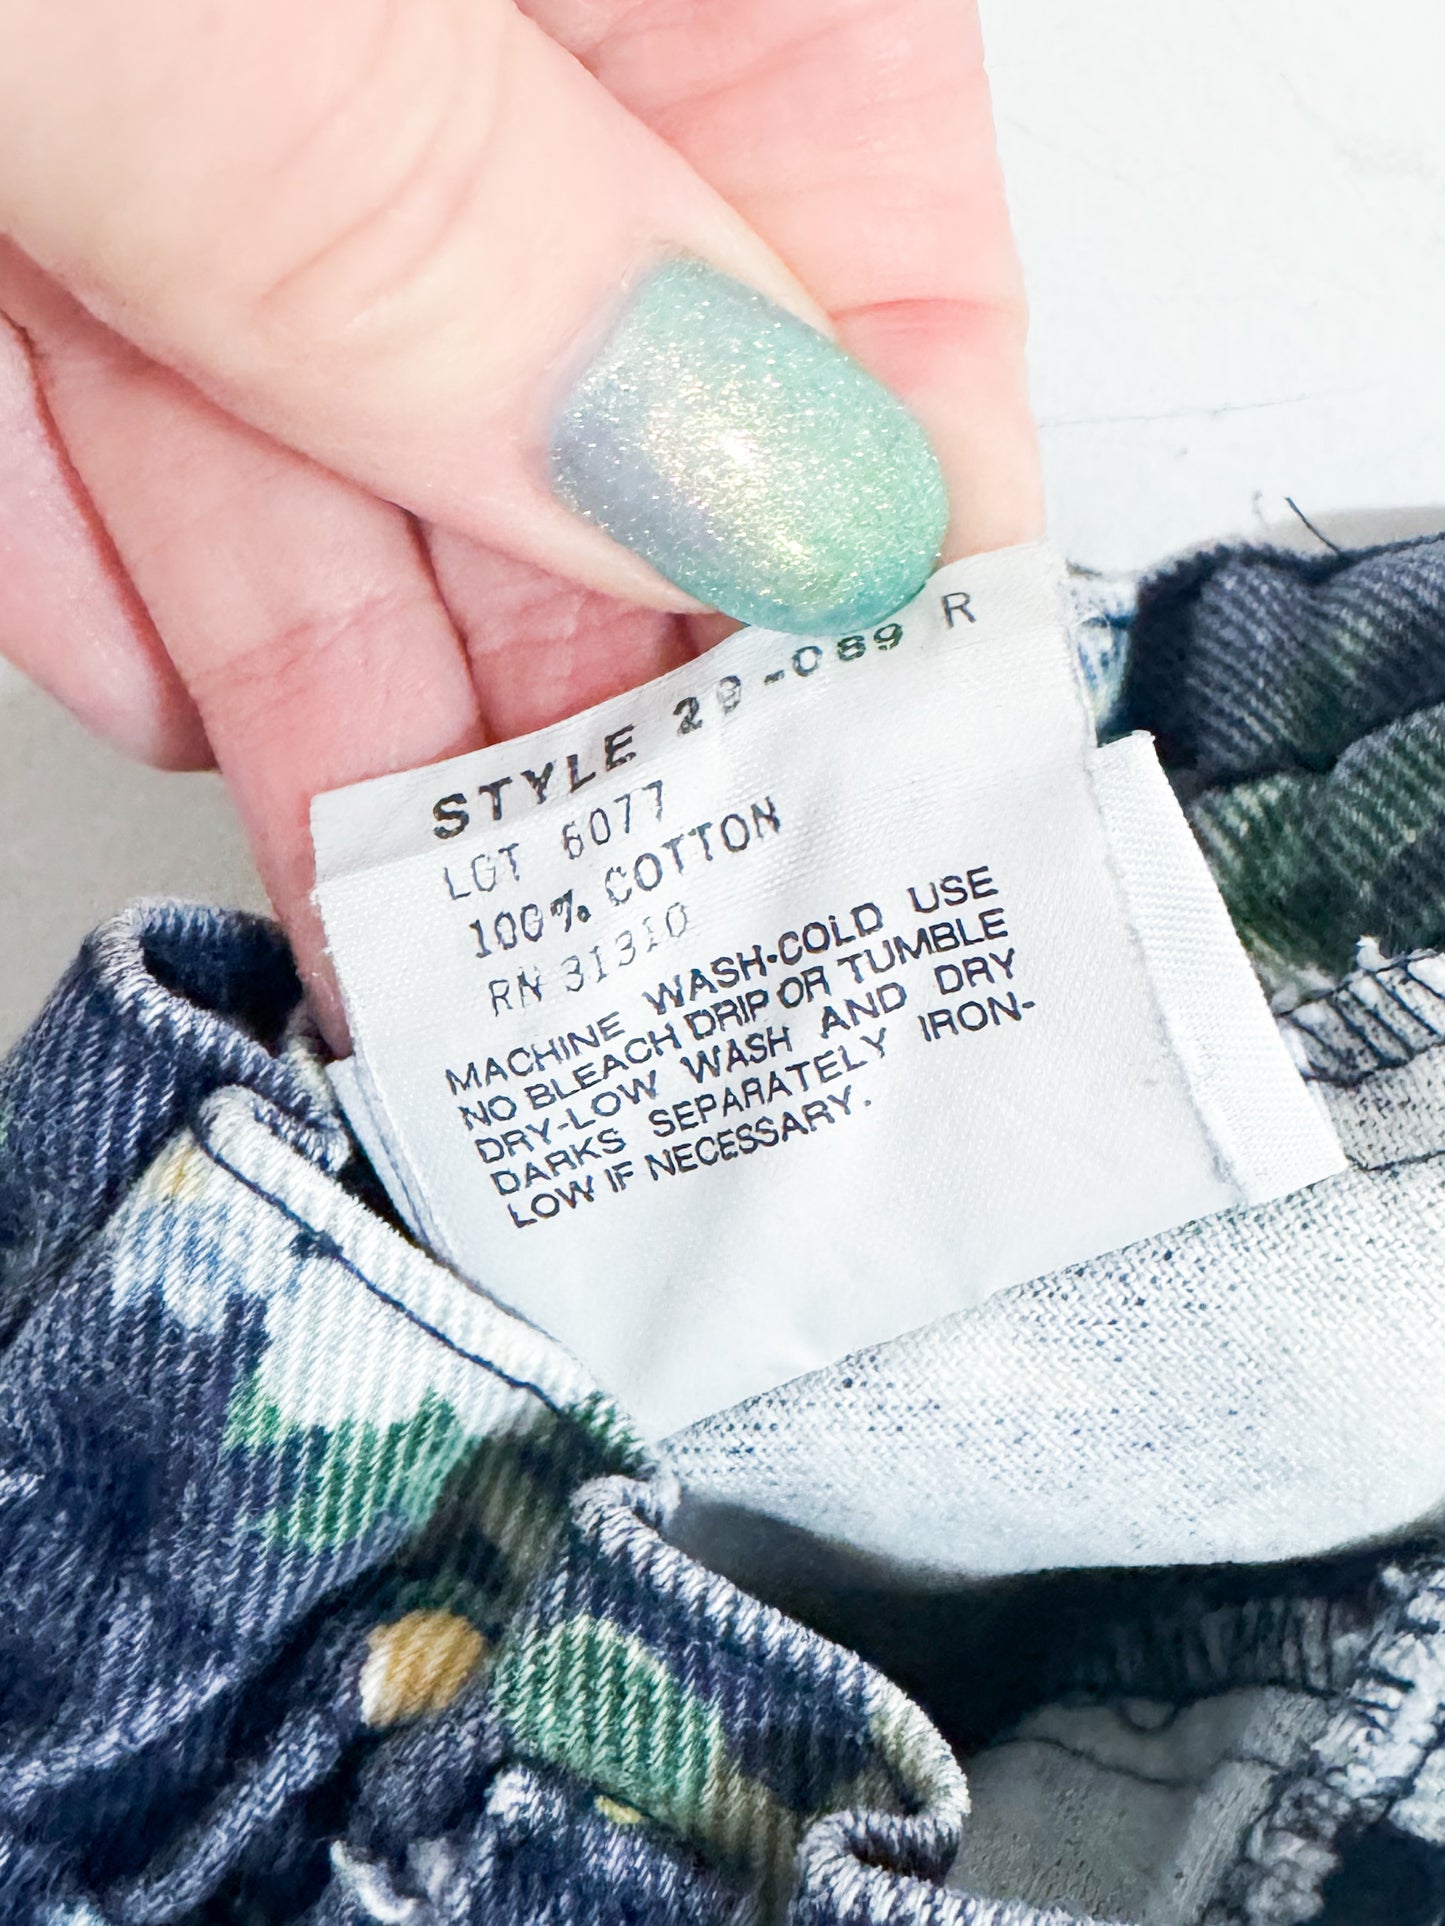 STYLE 29-089 R
LOT 6077
100% COTTON
RN 31310
MACHINE WASH-COLD USE
NO BLEACH DRIP OR TUMBLE
DRY-LOW WASH AND DRY
DARKS SEPARATELY IRON-
LOW IF NECESSARY.